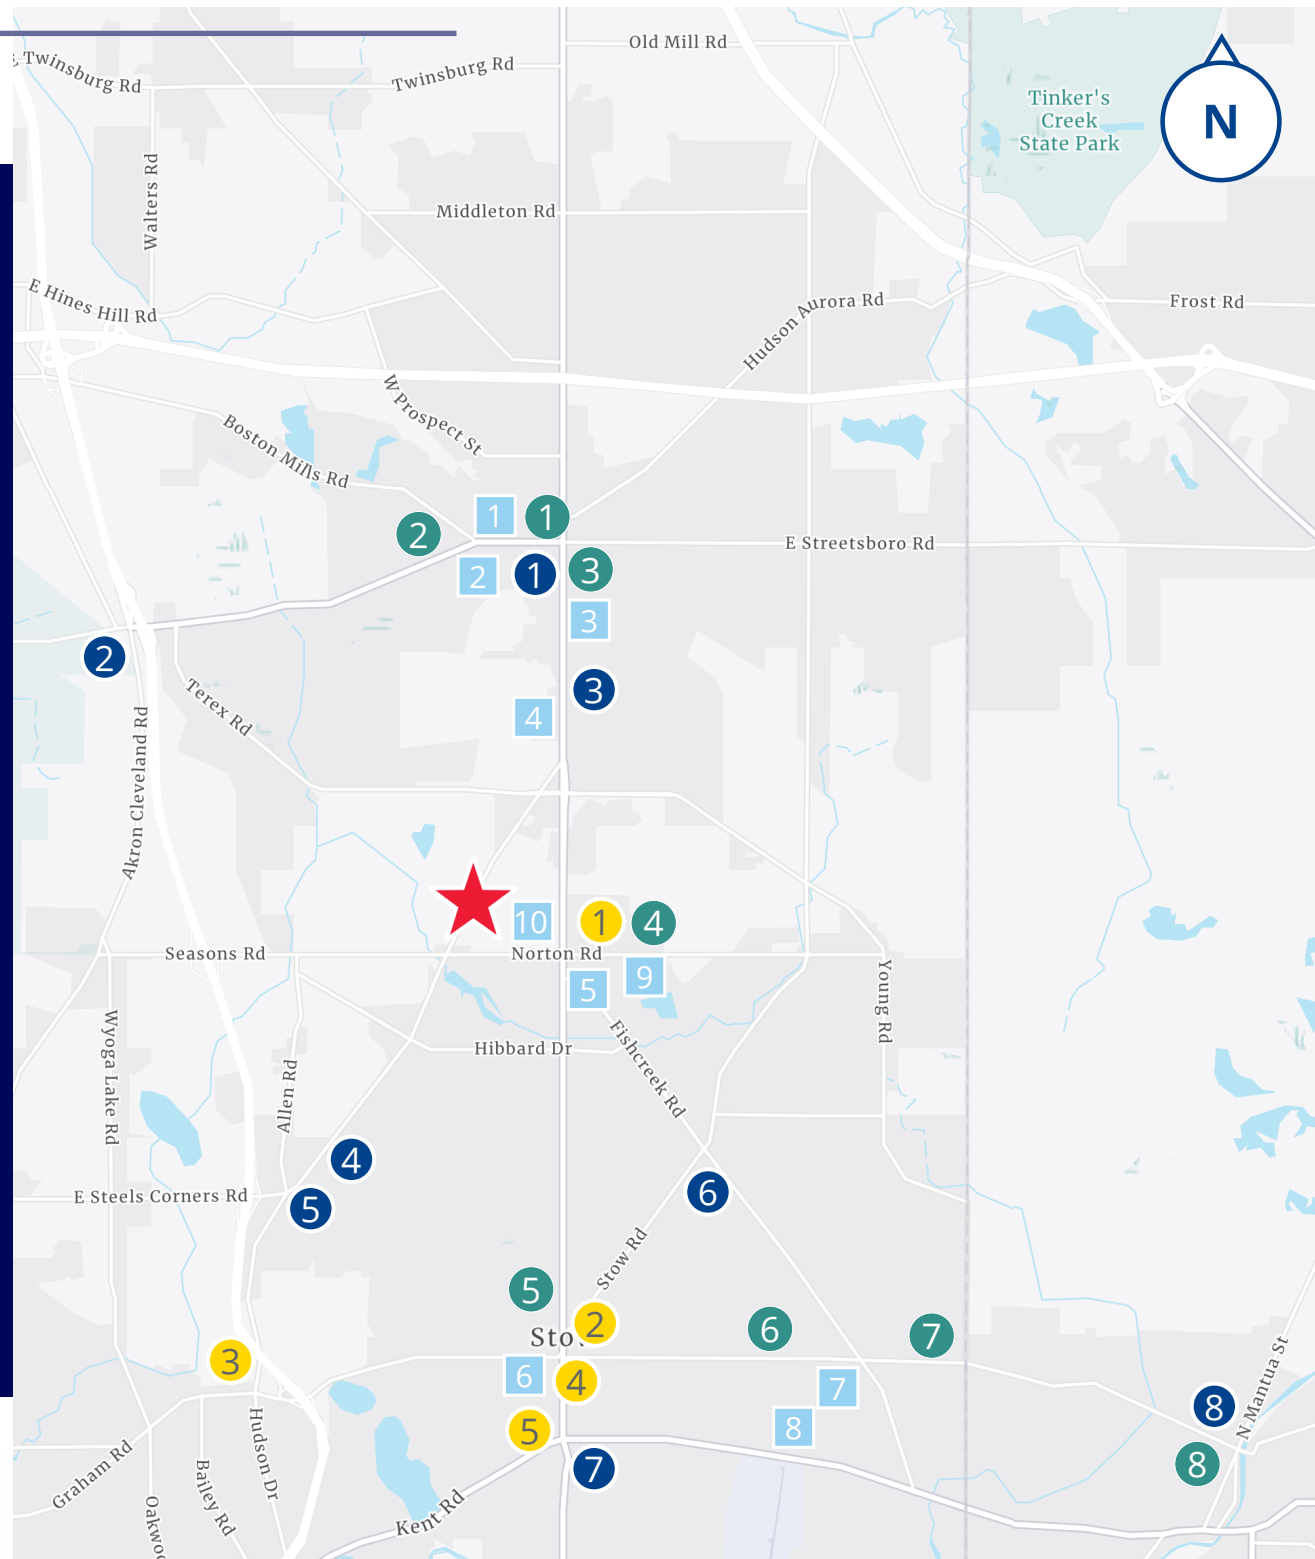 Old Mill Rd
E Twinsburg Rd
Twinsburg Rd
Tinker's
Creek
State Park
N
Walters Rd
Middleton Rd
E Hines Hill Rd
Hudson Aurora Rd
Frost Rd
W Prospect St
Boston Mills Rd
1
1
2
E Streetsboro Rd
2
1
3
3
2
3
4
Terex Rd
Akron Cleveland Rd
10
1
4
Seasons Rd
Norton Rd
5
9
Young Rd
Wyoga Lake Rd
Hibbard Dr
Fishcreek Rd
Allen Rd
4
E Steels Corners Rd
5
6
Stow Rd
5
2
6
7
3
6
4
7
8
N Mantua St
5
8
7
8
Graham Rd
Bailey Rd
Hudson Dr
Kent Rd